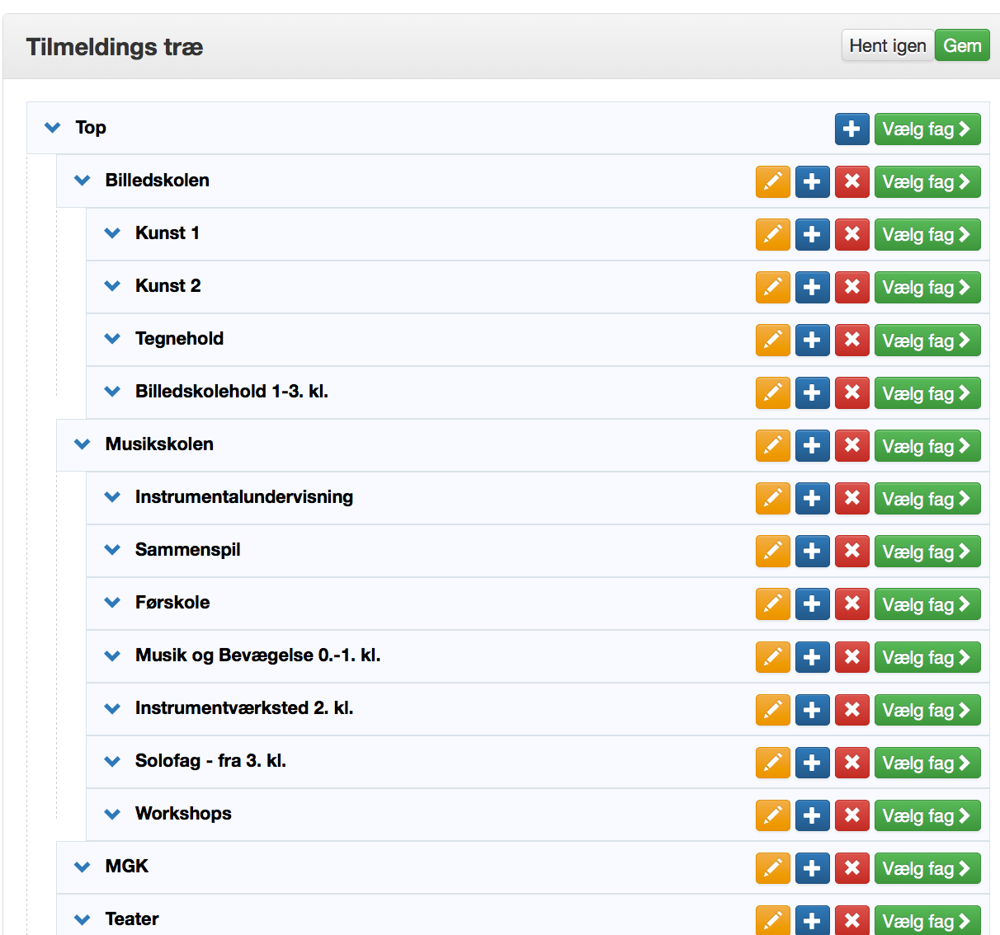 Tilmeldings træ Hent igen Gem
Top Vælg fag
Billedskolen Vælg fag
Kunst 1 Vælg fag
Kunst 2 Vælg fag
Tegnehold Vælg fag
Billedskolehold 1-3. kl. Vælg fag
Musikskolen Vælg fag
Instrumentalundervisning Vælg fag
Sammenspil Vælg fag
Førskole Vælg fag
Musik og Bevægelse 0.-1. kl. Vælg fag
Instrumentværksted 2. kl. Vælg fag
Solofag - fra 3. kl. Vælg fag
Workshops Vælg fag
MGK Vælg fag
Teater Vælg fag